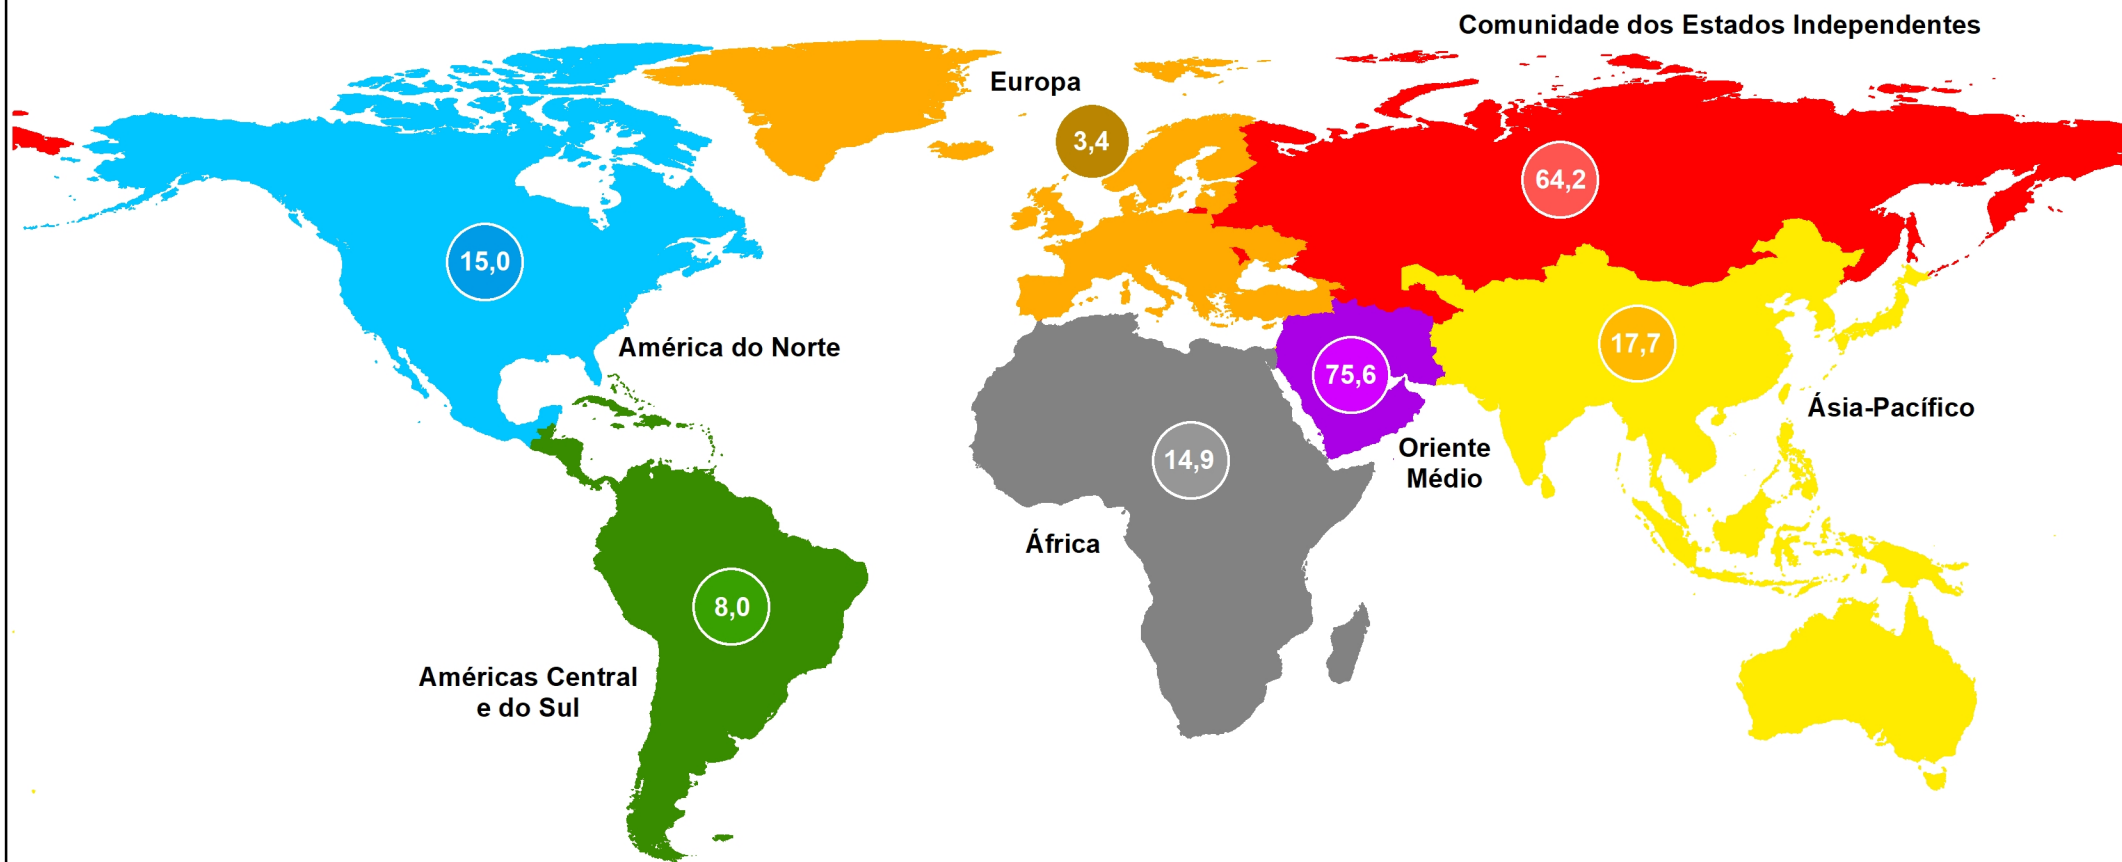 Comunidade dos Estados Independentes
Europa
3,4
64,2
15,0
América do Norte
17,7
75,6
Ásia-Pacífico
Oriente
Médio
14,9
África
8,0
Américas Central
e do Sul